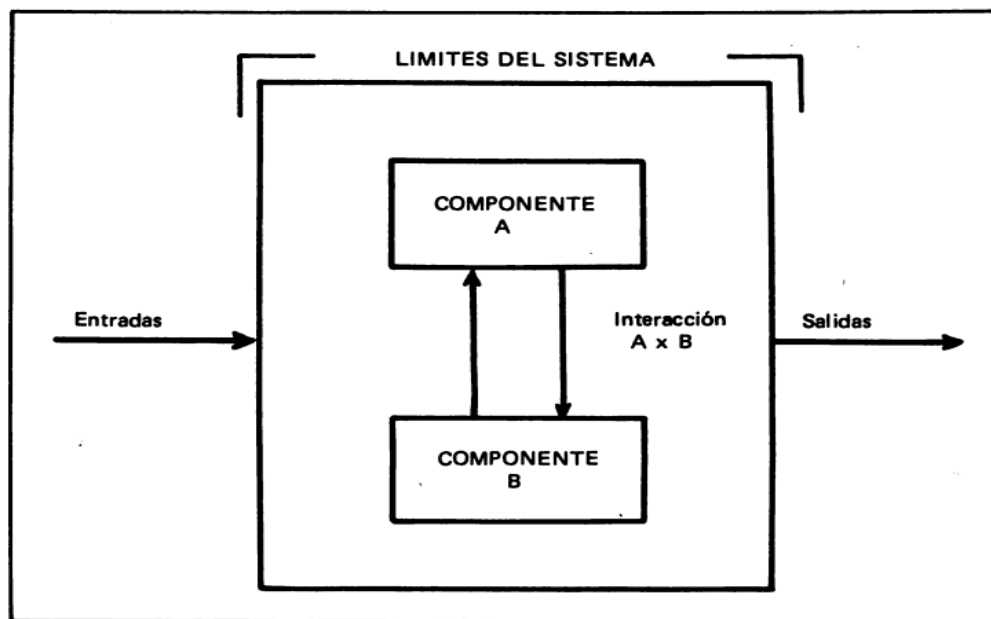 LIMITES DEL SISTEMA
COMPONENTE
A
Entradas
Interacción
A x B
Salidas
COMPONENTE
B